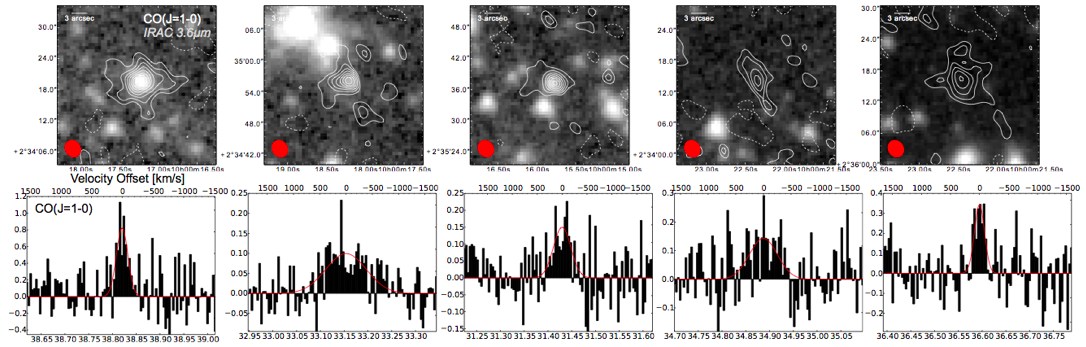 3 arcsec
CO(J=1-0)
IRAC 3.6μm
30.0"
24.0"
18.0"
12.0"
+ 2°34'06.0"
18.00s 17.50s 10h00m17.00s
3 arcsec
06.0"
35'00.0"
54.0"
48.0"
+ 2°34'42.0"
19.00s 18.50s 10h00m18.00s
3 arcsec
48.0"
42.0"
36.0"
30.0"
+ 2°35'24.0"
16.50s 16.00s 10h00m15.50s
3 arcsec
24.0"
18.0"
12.0"
06.0"
+ 2°34'00.0"
23.00s 22.50s 10h00m22.00s
3 arcsec
30.0"
24.0"
18.0"
12.0"
06.0"
+ 2°36'00.0"
23.50s 23.00s 22.50s 22.00s 10h00m21.50s
Velocity Offset [km/s]
1500 1000 500 0 −500 −1000 −1500
CO(J=1-0)
1.2
1.0
0.8
0.6
0.4
0.2
0.0
−0.2
−0.4
38.65 38.70 38.75 38.80 38.85 38.90 38.95 39.00
1500 1000 500 0 −500 −1000 −1500
0.25
0.20
0.15
0.10
0.05
0.00
−0.05
32.95 33.00 33.05 33.10 33.15 33.20 33.25 33.30
1500 1000 500 0 −500 −1000 −1500
0.25
0.20
0.15
0.10
0.05
0.00
−0.05
−0.10
−0.15
31.25 31.30 31.35 31.40 31.45 31.50 31.55 31.60
1500 1000 500 0 −500 −1000 −1500
0.3
0.2
0.1
0.0
−0.1
34.70 34.75 34.80 34.85 34.90 34.95 35.00 35.05
1500 1000 500 0 −500 −1000 −1500
0.4
0.3
0.2
0.1
0.0
−0.1
−0.2
36.40 36.45 36.50 36.55 36.60 36.65 36.70 36.75